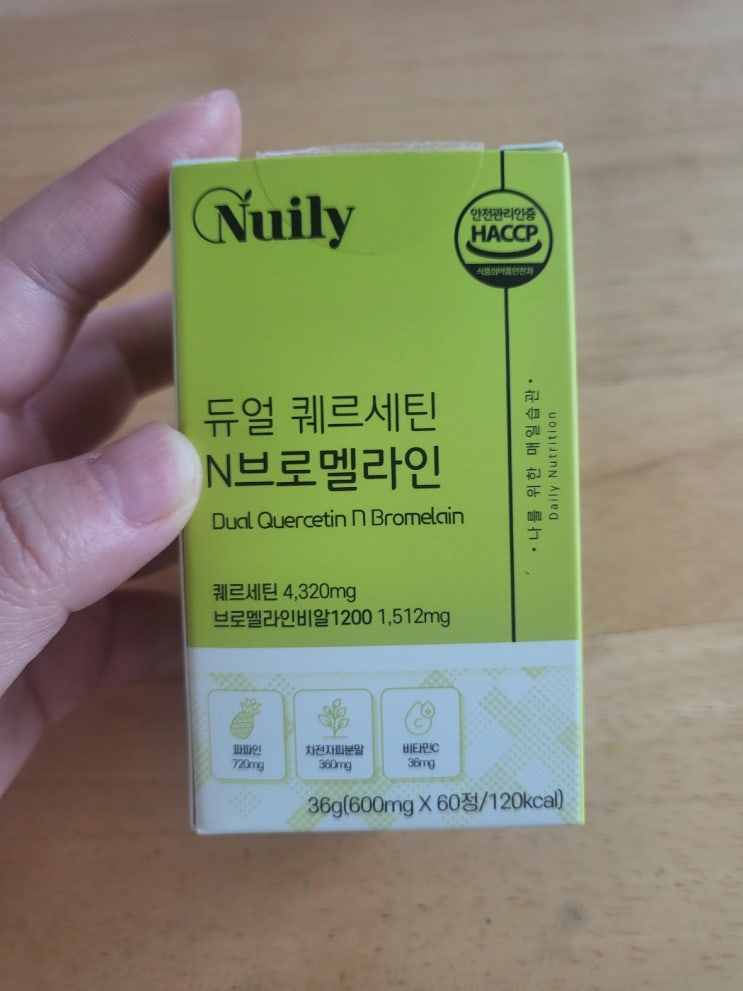 Nuily
안전관리인증
HACCP
식품의약품안전처
듀얼 퀘르세틴
N브로멜라인
Dual Quercetin N Bromelain
• 나를 위한 매일습관 •
Daily Nutrition
퀘르세틴 4,320mg
브로멜라인비알1200 1,512mg
파파인
720mg
차전자피분말
360mg
비타민C
36mg
36g(600mg X 60정/120kcal)